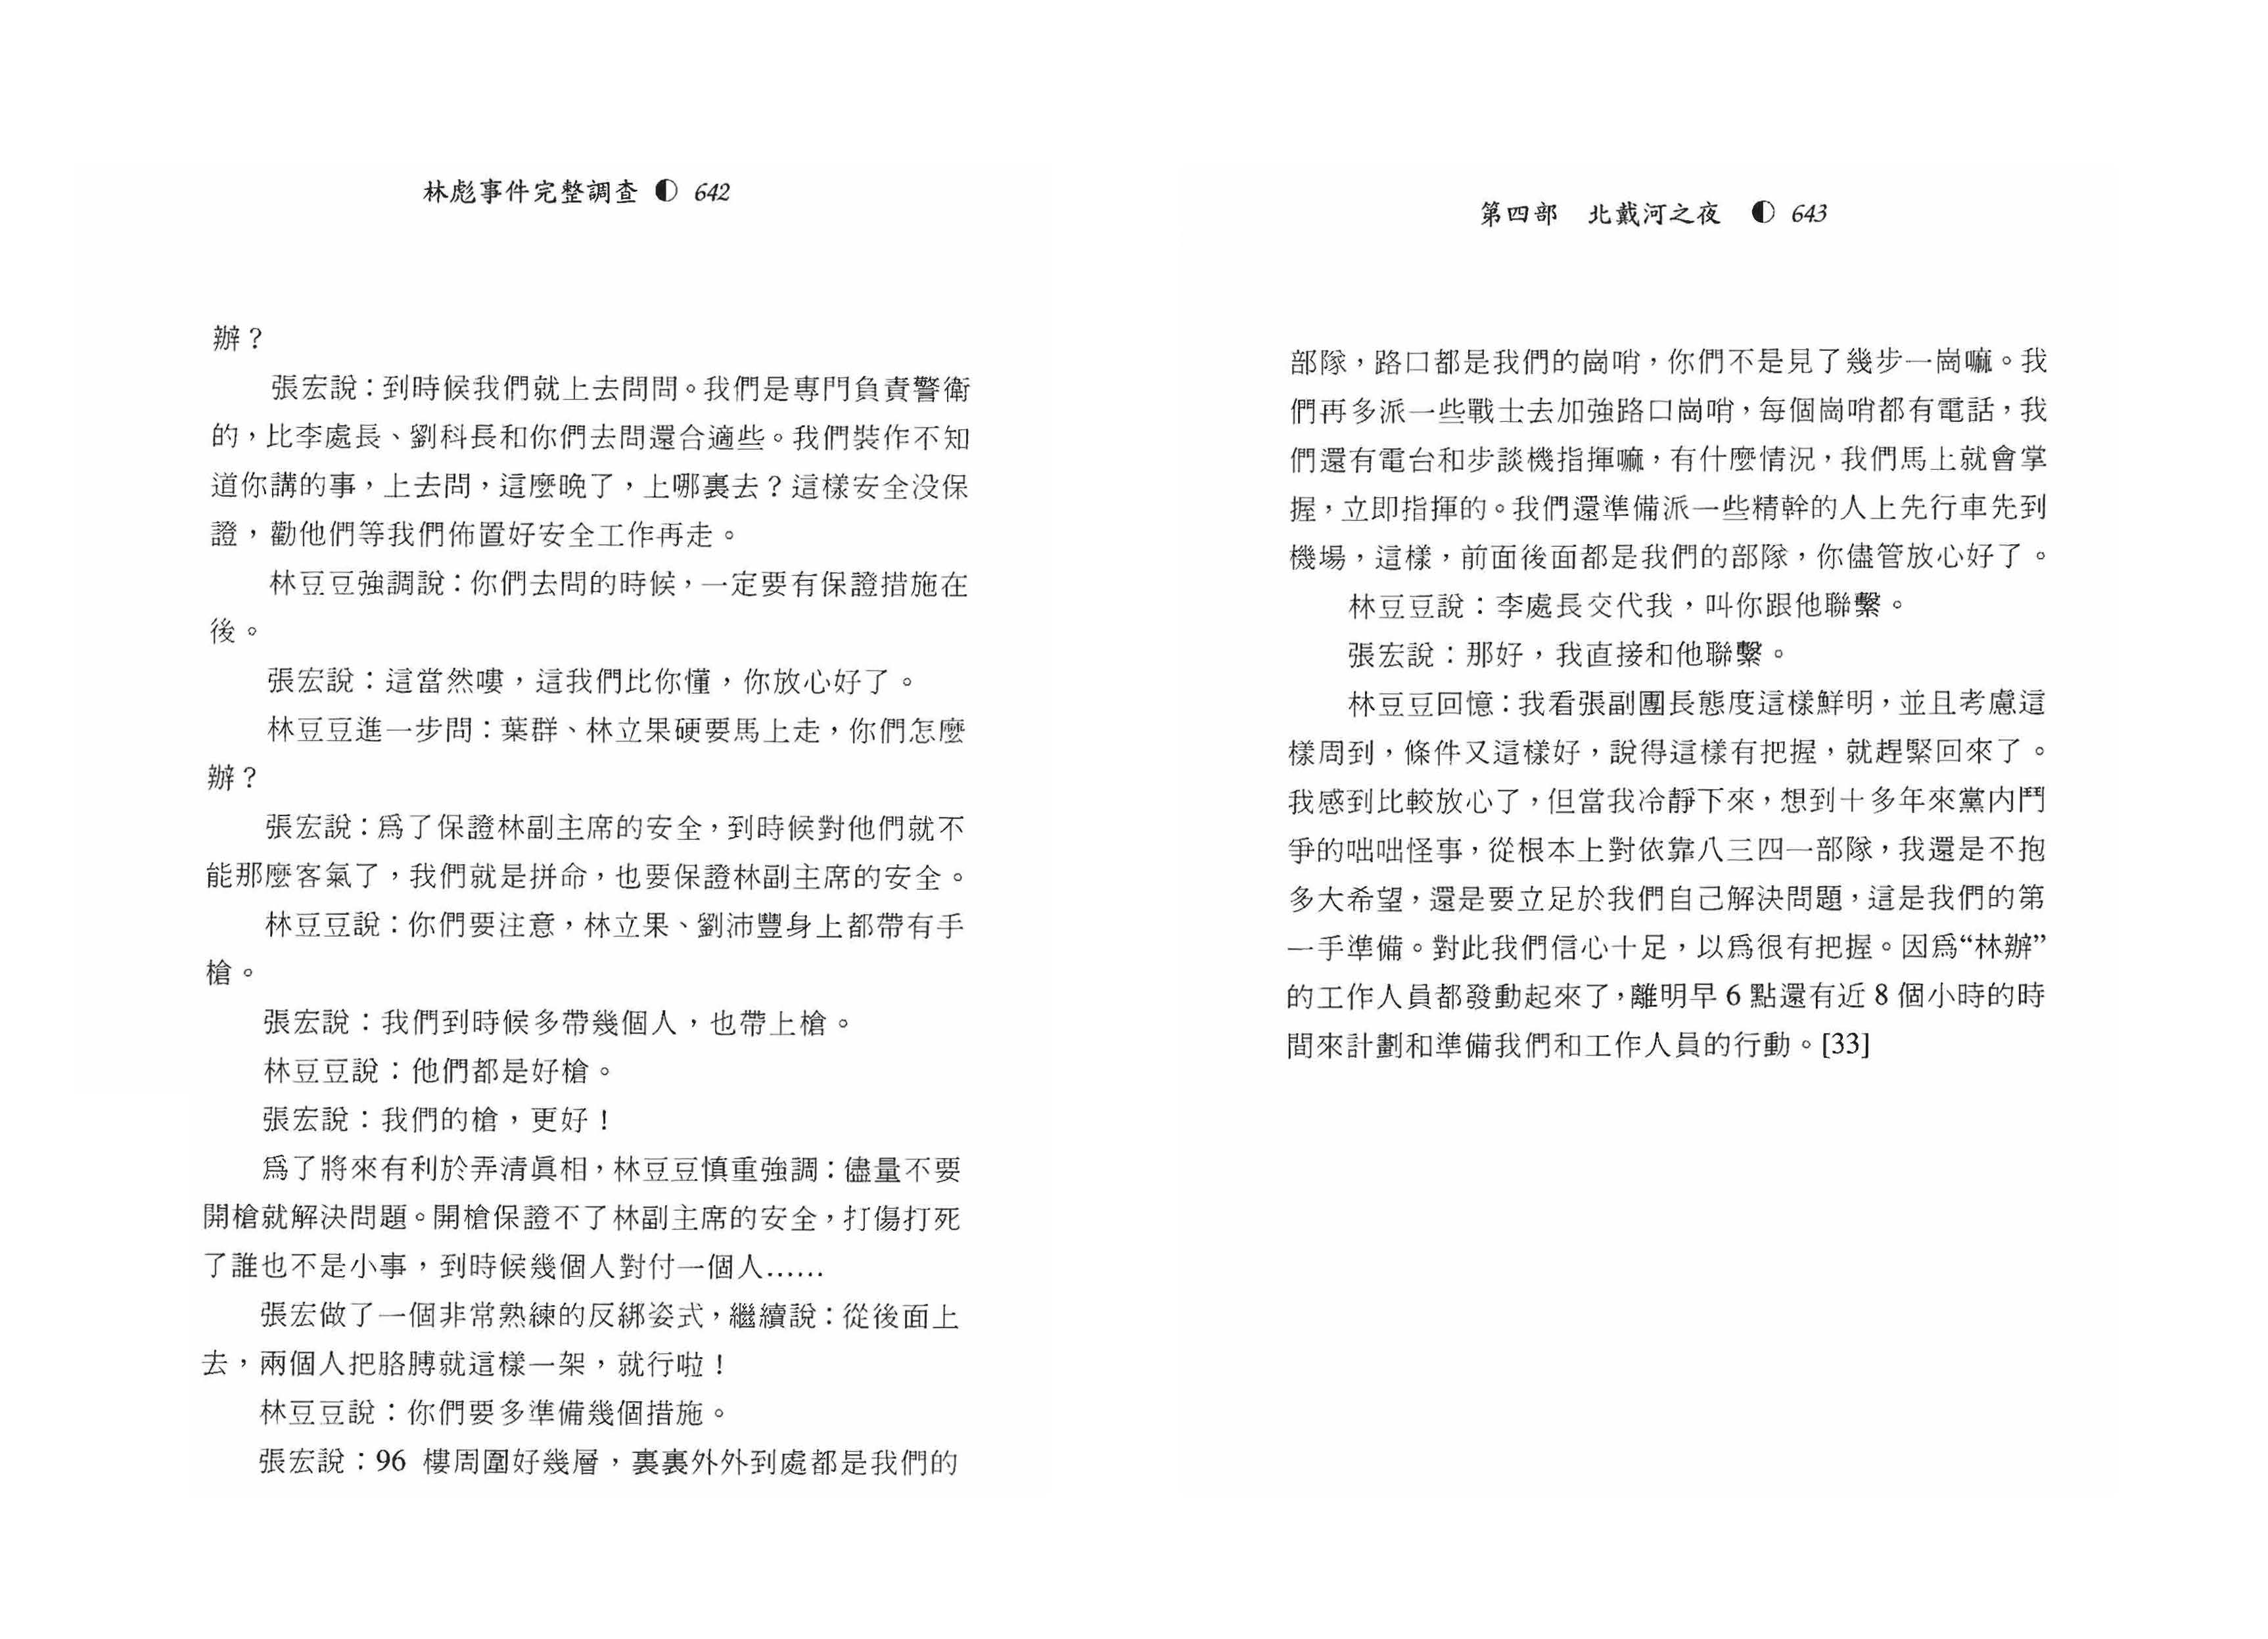 林彪事件完整調查 ◐ 642
辦？
張宏說：到時候我們就上去問問。我們是專門負責警衛
的，比李處長、劉科長和你們去問還合適些。我們裝作不知
道你講的事，上去問，這麼晚了，上哪裏去？這樣安全没保
證，勸他們等我們佈置好安全工作再走。
林豆豆強調說：你們去問的時候，一定要有保證措施在
後。
張宏說：這當然嘍，這我們比你懂，你放心好了。
林豆豆進一步問：葉群、林立果硬要馬上走，你們怎麼
辦？
張宏說：爲了保證林副主席的安全，到時候對他們就不
能那麼客氣了，我們就是拼命，也要保證林副主席的安全。
林豆豆說：你們要注意，林立果、劉沛豐身上都帶有手
槍。
張宏說：我們到時候多帶幾個人，也帶上槍。
林豆豆說：他們都是好槍。
張宏說：我們的槍，更好！
爲了將來有利於弄清眞相，林豆豆慎重強調：儘量不要
開槍就解決問題。開槍保證不了林副主席的安全，打傷打死
了誰也不是小事，到時候幾個人對付一個人……
張宏做了一個非常熟練的反綁姿式，繼續說：從後面上
去，兩個人把胳膊就這樣一架，就行啦！
林豆豆說：你們要多準備幾個措施。
張宏說：96 樓周圍好幾層，裏裏外外到處都是我們的
第四部　北戴河之夜 ◐ 643
部隊，路口都是我們的崗哨，你們不是見了幾步一崗嘛。我
們再多派一些戰士去加強路口崗哨，每個崗哨都有電話，我
們還有電台和步談機指揮嘛，有什麼情況，我們馬上就會掌
握，立即指揮的。我們還準備派一些精幹的人上先行車先到
機場，這樣，前面後面都是我們的部隊，你儘管放心好了。
林豆豆說：李處長交代我，叫你跟他聯繫。
張宏說：那好，我直接和他聯繫。
林豆豆回憶：我看張副團長態度這樣鮮明，並且考慮這
樣周到，條件又這樣好，說得這樣有把握，就趕緊回來了。
我感到比較放心了，但當我冷靜下來，想到十多年來黨内鬥
爭的咄咄怪事，從根本上對依靠八三四一部隊，我還是不抱
多大希望，還是要立足於我們自己解決問題，這是我們的第
一手準備。對此我們信心十足，以爲很有把握。因爲“林辦”
的工作人員都發動起來了，離明早 6 點還有近 8 個小時的時
間來計劃和準備我們和工作人員的行動。[33]